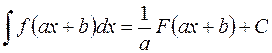 ∫ f(ax + b)dx = 1/a F(ax + b) + C